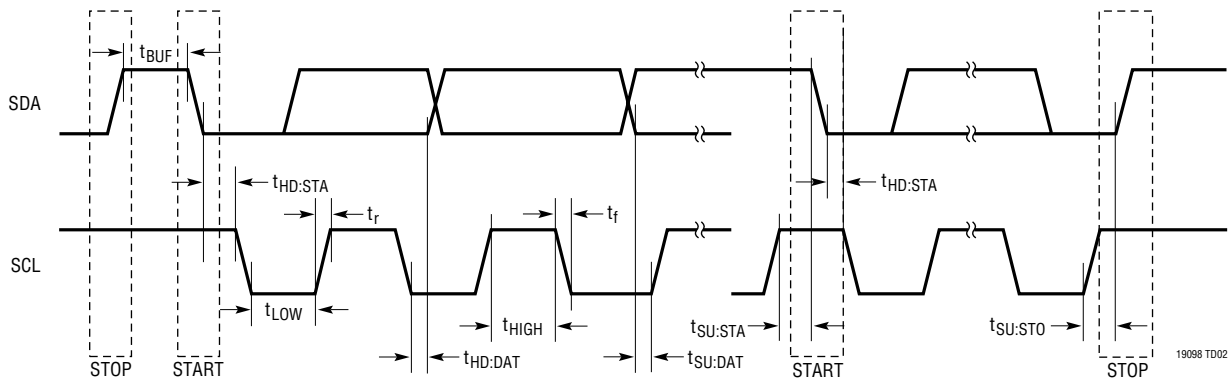 tBUF
SDA
tHD:STA
tHD:STA
tr
tf
SCL
tLOW
tHIGH
tSU:STA
tSU:STO
tHD:DAT
tSU:DAT
19098 TD02
STOP
START
START
STOP